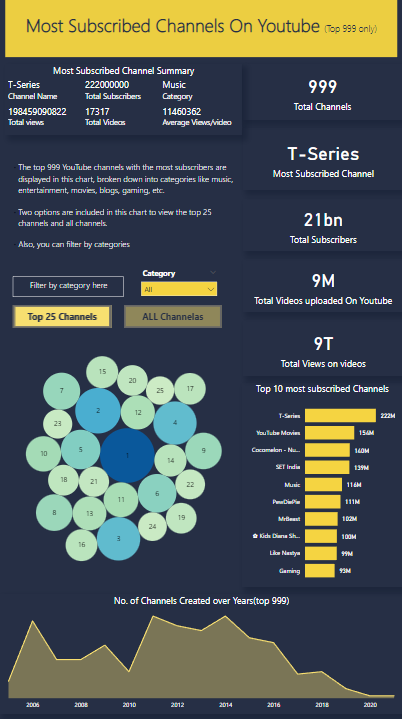 Most Subscribed Channels On Youtube (Top 999 only)
Most Subscribed Channel Summary
T-Series 222000000 Music
Channel Name Total Subscribers Category
198459090822 17317 11460362
Total views Total Videos Average Views/video
999
Total Channels
T-Series
Most Subscribed Channel
21bn
Total Subscribers
9M
Total Videos uploaded On Youtube
9T
Total Views on videos
The top 999 YouTube channels with the most subscribers are
displayed in this chart, broken down into categories like music,
entertainment, movies, blogs, gaming, etc.
Two options are included in this chart to view the top 25
channels and all channels.
Also, you can filter by categories
Filter by category here
Category
All
Top 25 Channels
ALL Channelas
15
20
7
25
17
2
12
23
4
10
5
1
14
9
18
21
22
6
11
8
13
19
24
16
3
Top 10 most subscribed Channels
T-Series 222M
YouTube Movies 154M
Cocomelon - Nu... 140M
SET India 139M
Music 116M
PewDiePie 111M
MrBeast 102M
✿ Kids Diana Sh... 100M
Like Nastya 99M
Gaming 93M
No. of Channels Created over Years(top 999)
2006 2008 2010 2012 2014 2016 2018 2020